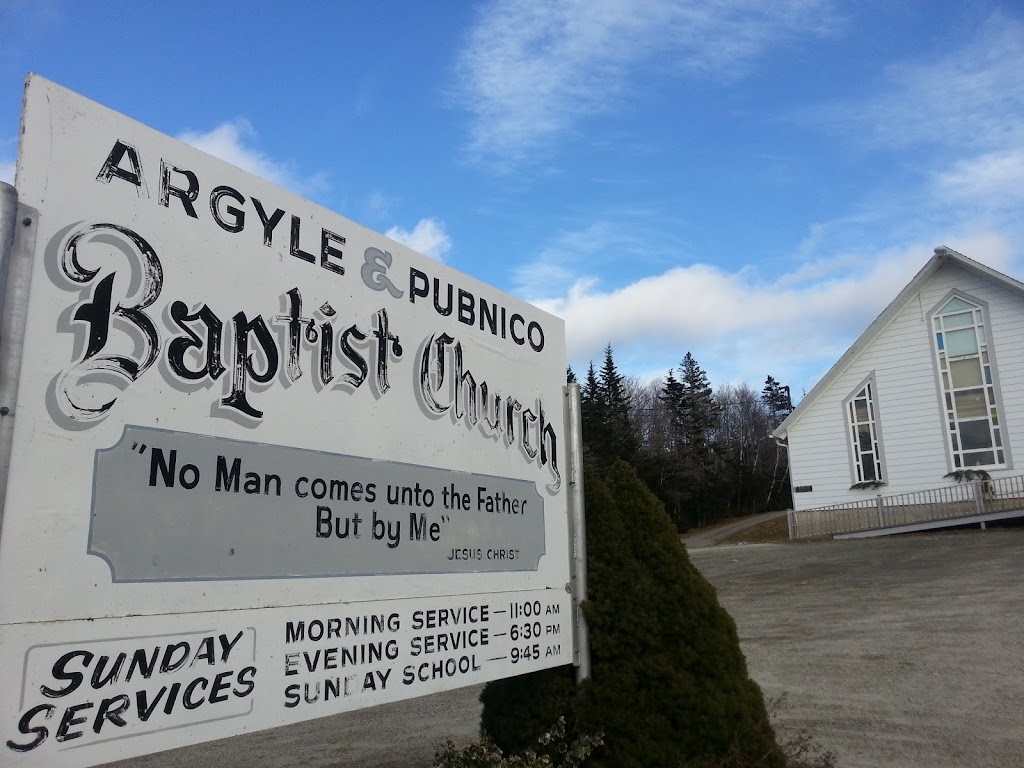 ARGYLE & PUBNICO
Baptist Church
"No Man comes unto the Father
But by Me"
JESUS CHRIST
SUNDAY
SERVICES
MORNING SERVICE — 11:00 AM
EVENING SERVICE — 6:30 PM
SUNDAY SCHOOL — 9:45 AM